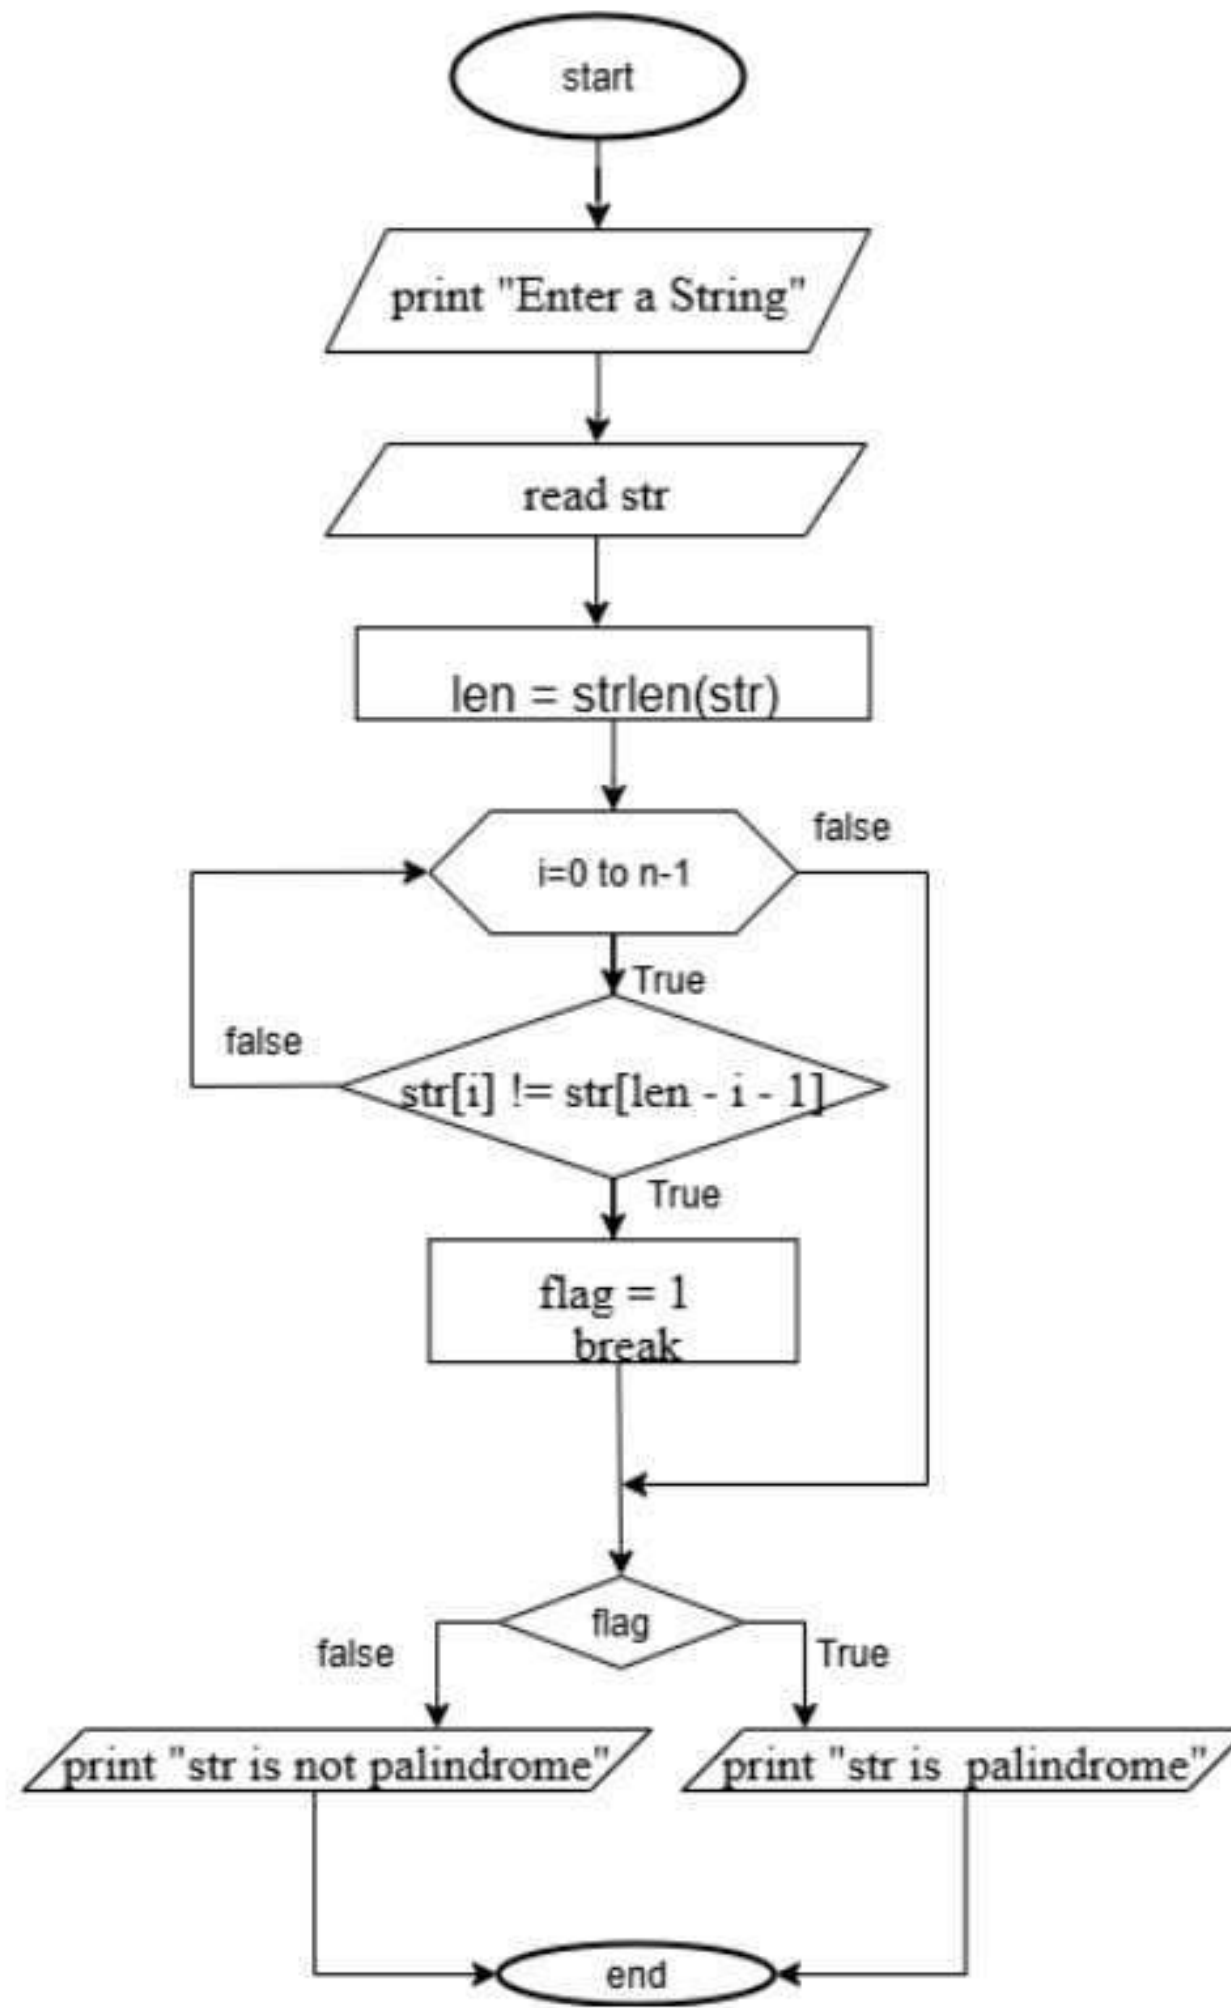 start
print "Enter a String"
read str
len = strlen(str)
false
i=0 to n-1
True
false
str[i] != str[len - i - 1]
True
flag = 1
break
flag
false
True
print "str is not palindrome"
print "str is  palindrome"
end